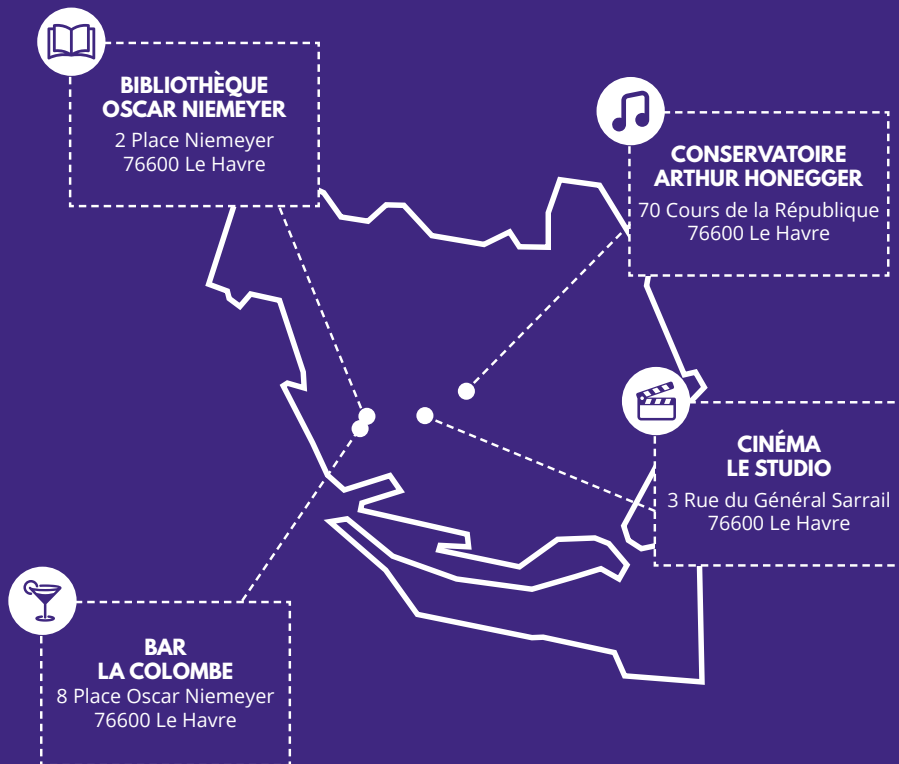 BIBLIOTHÈQUE
OSCAR NIEMEYER
2 Place Niemeyer
76600 Le Havre
CONSERVATOIRE
ARTHUR HONEGGER
70 Cours de la République
76600 Le Havre
CINÉMA
LE STUDIO
3 Rue du Général Sarrail
76600 Le Havre
BAR
LA COLOMBE
8 Place Oscar Niemeyer
76600 Le Havre